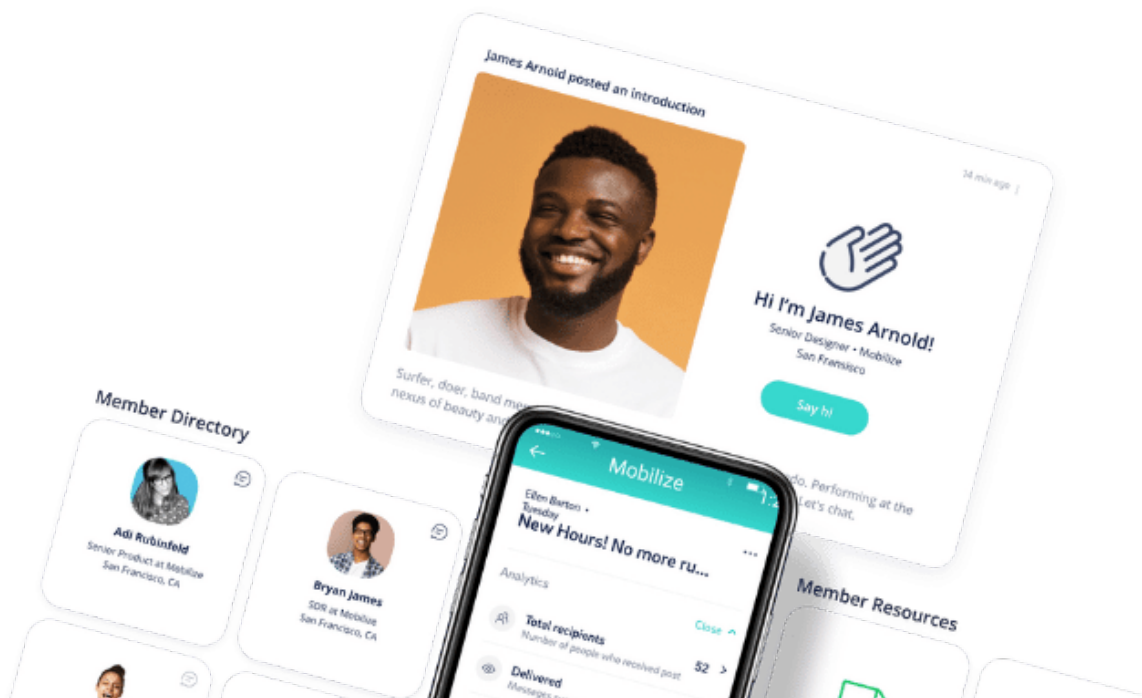 James Arnold posted an introduction
14 min ago
Hi I'm James Arnold!
Senior Designer • Mobilize
San Fransisco
Say hi
Surfer, doer, band
nexus of beauty and
Performing at the
Let's chat.
Member Directory
Adi Rubinfeld
Senior Product at Mobilize
San Francisco, CA
Bryan James
SDR at Mobilize
San Francisco, CA
Mobilize
Ellen Barton •
Tuesday
New Hours! No more ru...
Analytics
Close
Total recipients
Number of people who received post
52
Delivered
Member Resources